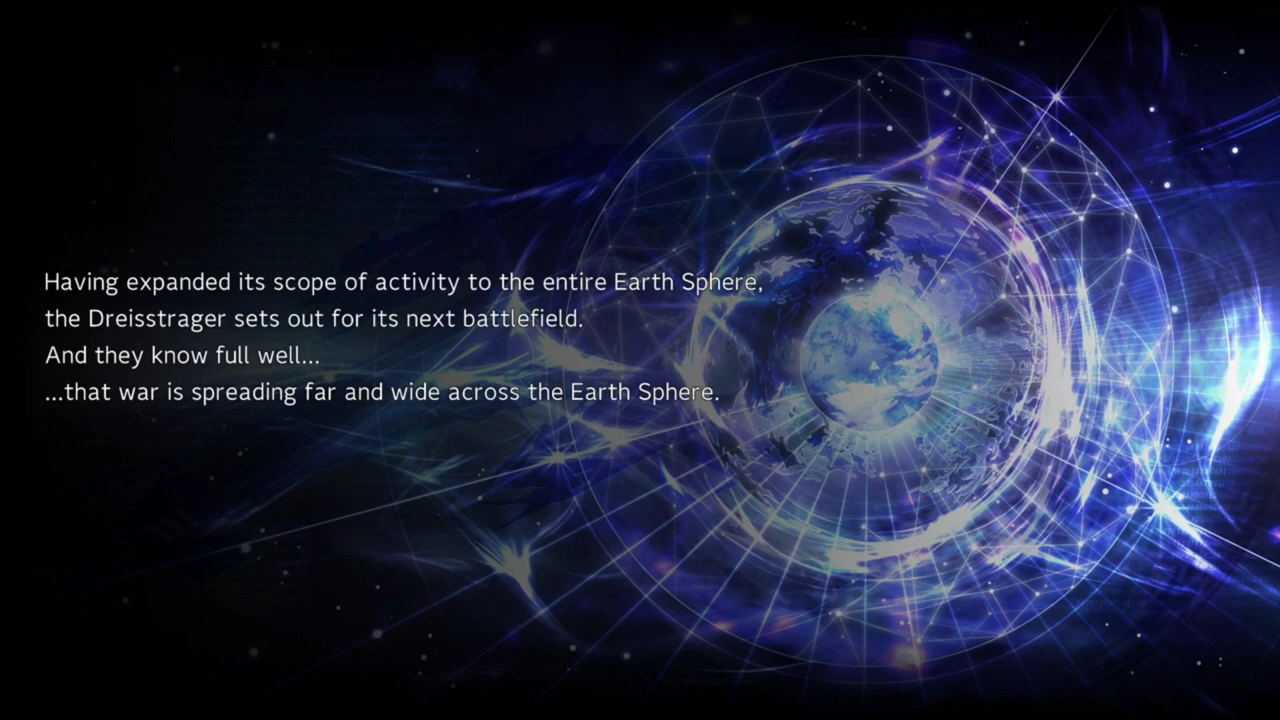 Having expanded its scope of activity to the entire Earth Sphere,
the Dreisstrager sets out for its next battlefield.
And they know full well...
...that war is spreading far and wide across the Earth Sphere.